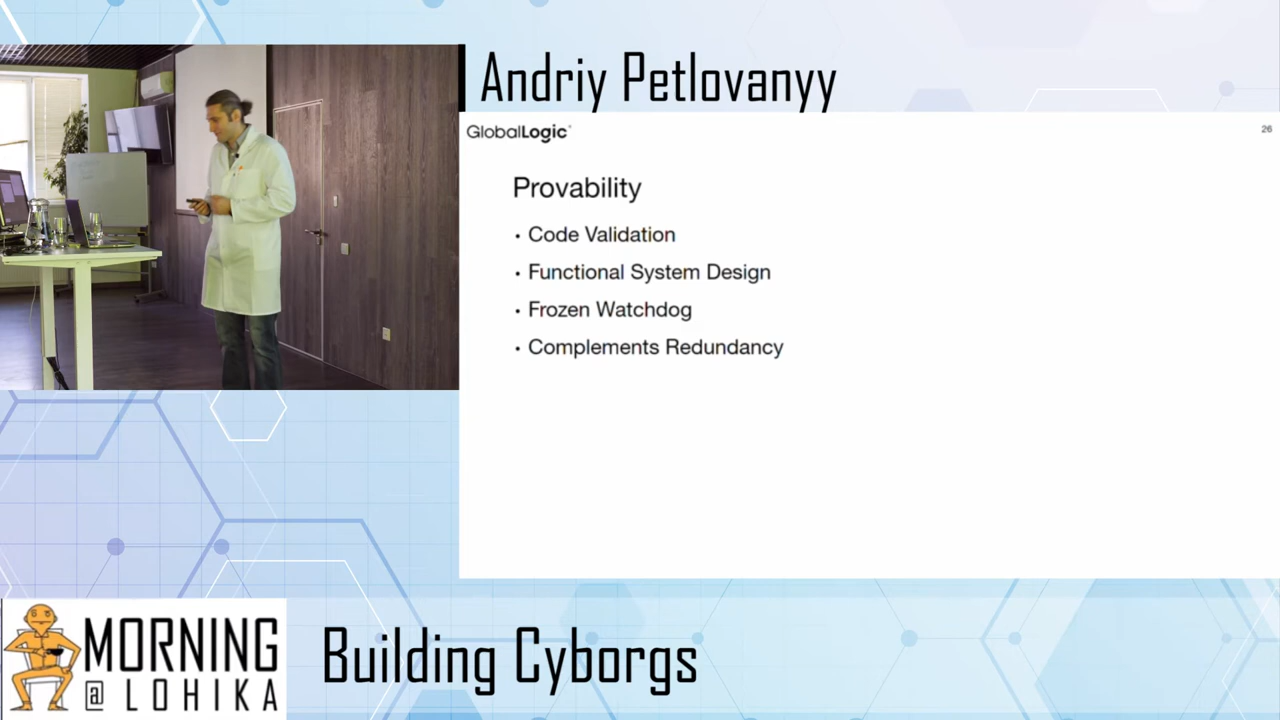 Andriy Petlovanyy
GlobalLogic
26
Provability
· Code Validation
· Functional System Design
· Frozen Watchdog
· Complements Redundancy
MORNING
@ LOHIKA
Building Cyborgs